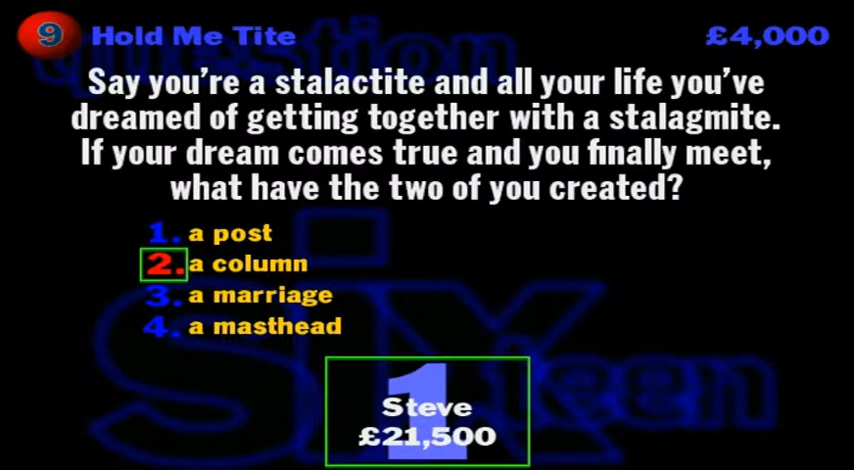 9 Hold Me Tite £4,000
question
Say you're a stalactite and all your life you've
dreamed of getting together with a stalagmite.
If your dream comes true and you finally meet,
what have the two of you created?
1. a post
2. a column
3. a marriage
4. a masthead
Sixteen
1
Steve
£21,500